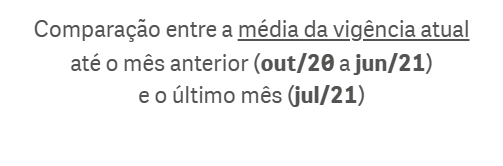 Comparação entre a média da vigência atual
até o mês anterior (out/20 a jun/21)
e o último mês (jul/21)